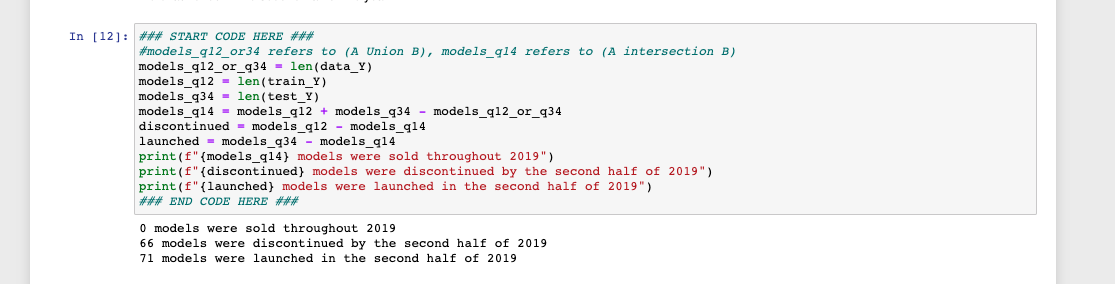 In [12]:
### START CODE HERE ###
#models_q12_or34 refers to (A Union B), models_q14 refers to (A intersection B)
models_q12_or_q34 = len(data_Y)
models_q12 = len(train_Y)
models_q34 = len(test_Y)
models_q14 = models_q12 + models_q34 - models_q12_or_q34
discontinued = models_q12 - models_q14
launched = models_q34 - models_q14
print(f"{models_q14} models were sold throughout 2019")
print(f"{discontinued} models were discontinued by the second half of 2019")
print(f"{launched} models were launched in the second half of 2019")
### END CODE HERE ###
0 models were sold throughout 2019
66 models were discontinued by the second half of 2019
71 models were launched in the second half of 2019